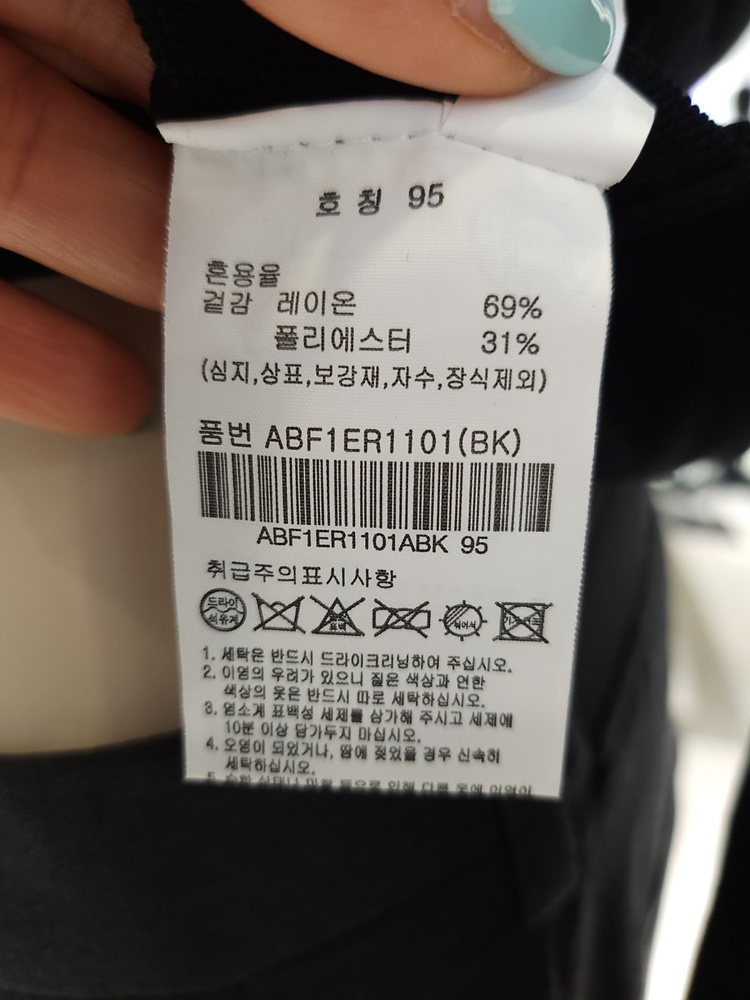 호칭 95
혼용율
겉감 레이온 69%
폴리에스터 31%
(심지,상표,보강재,자수,장식제외)
품번 ABF1ER1101(BK)
ABF1ER1101ABK 95
취급주의표시사항
드라이
석유계
1. 세탁은 반드시 드라이크리닝하여 주십시오.
2. 이염의 우려가 있으니 짙은 색상과 연한
색상의 옷은 반드시 따로 세탁하십시오.
3. 염소계 표백성 세제를 삼가해 주시고 세제에
10분 이상 담가두지 마십시오.
4. 오염이 되었거나, 땀에 젖었을 경우 신속히
세탁하십시오.